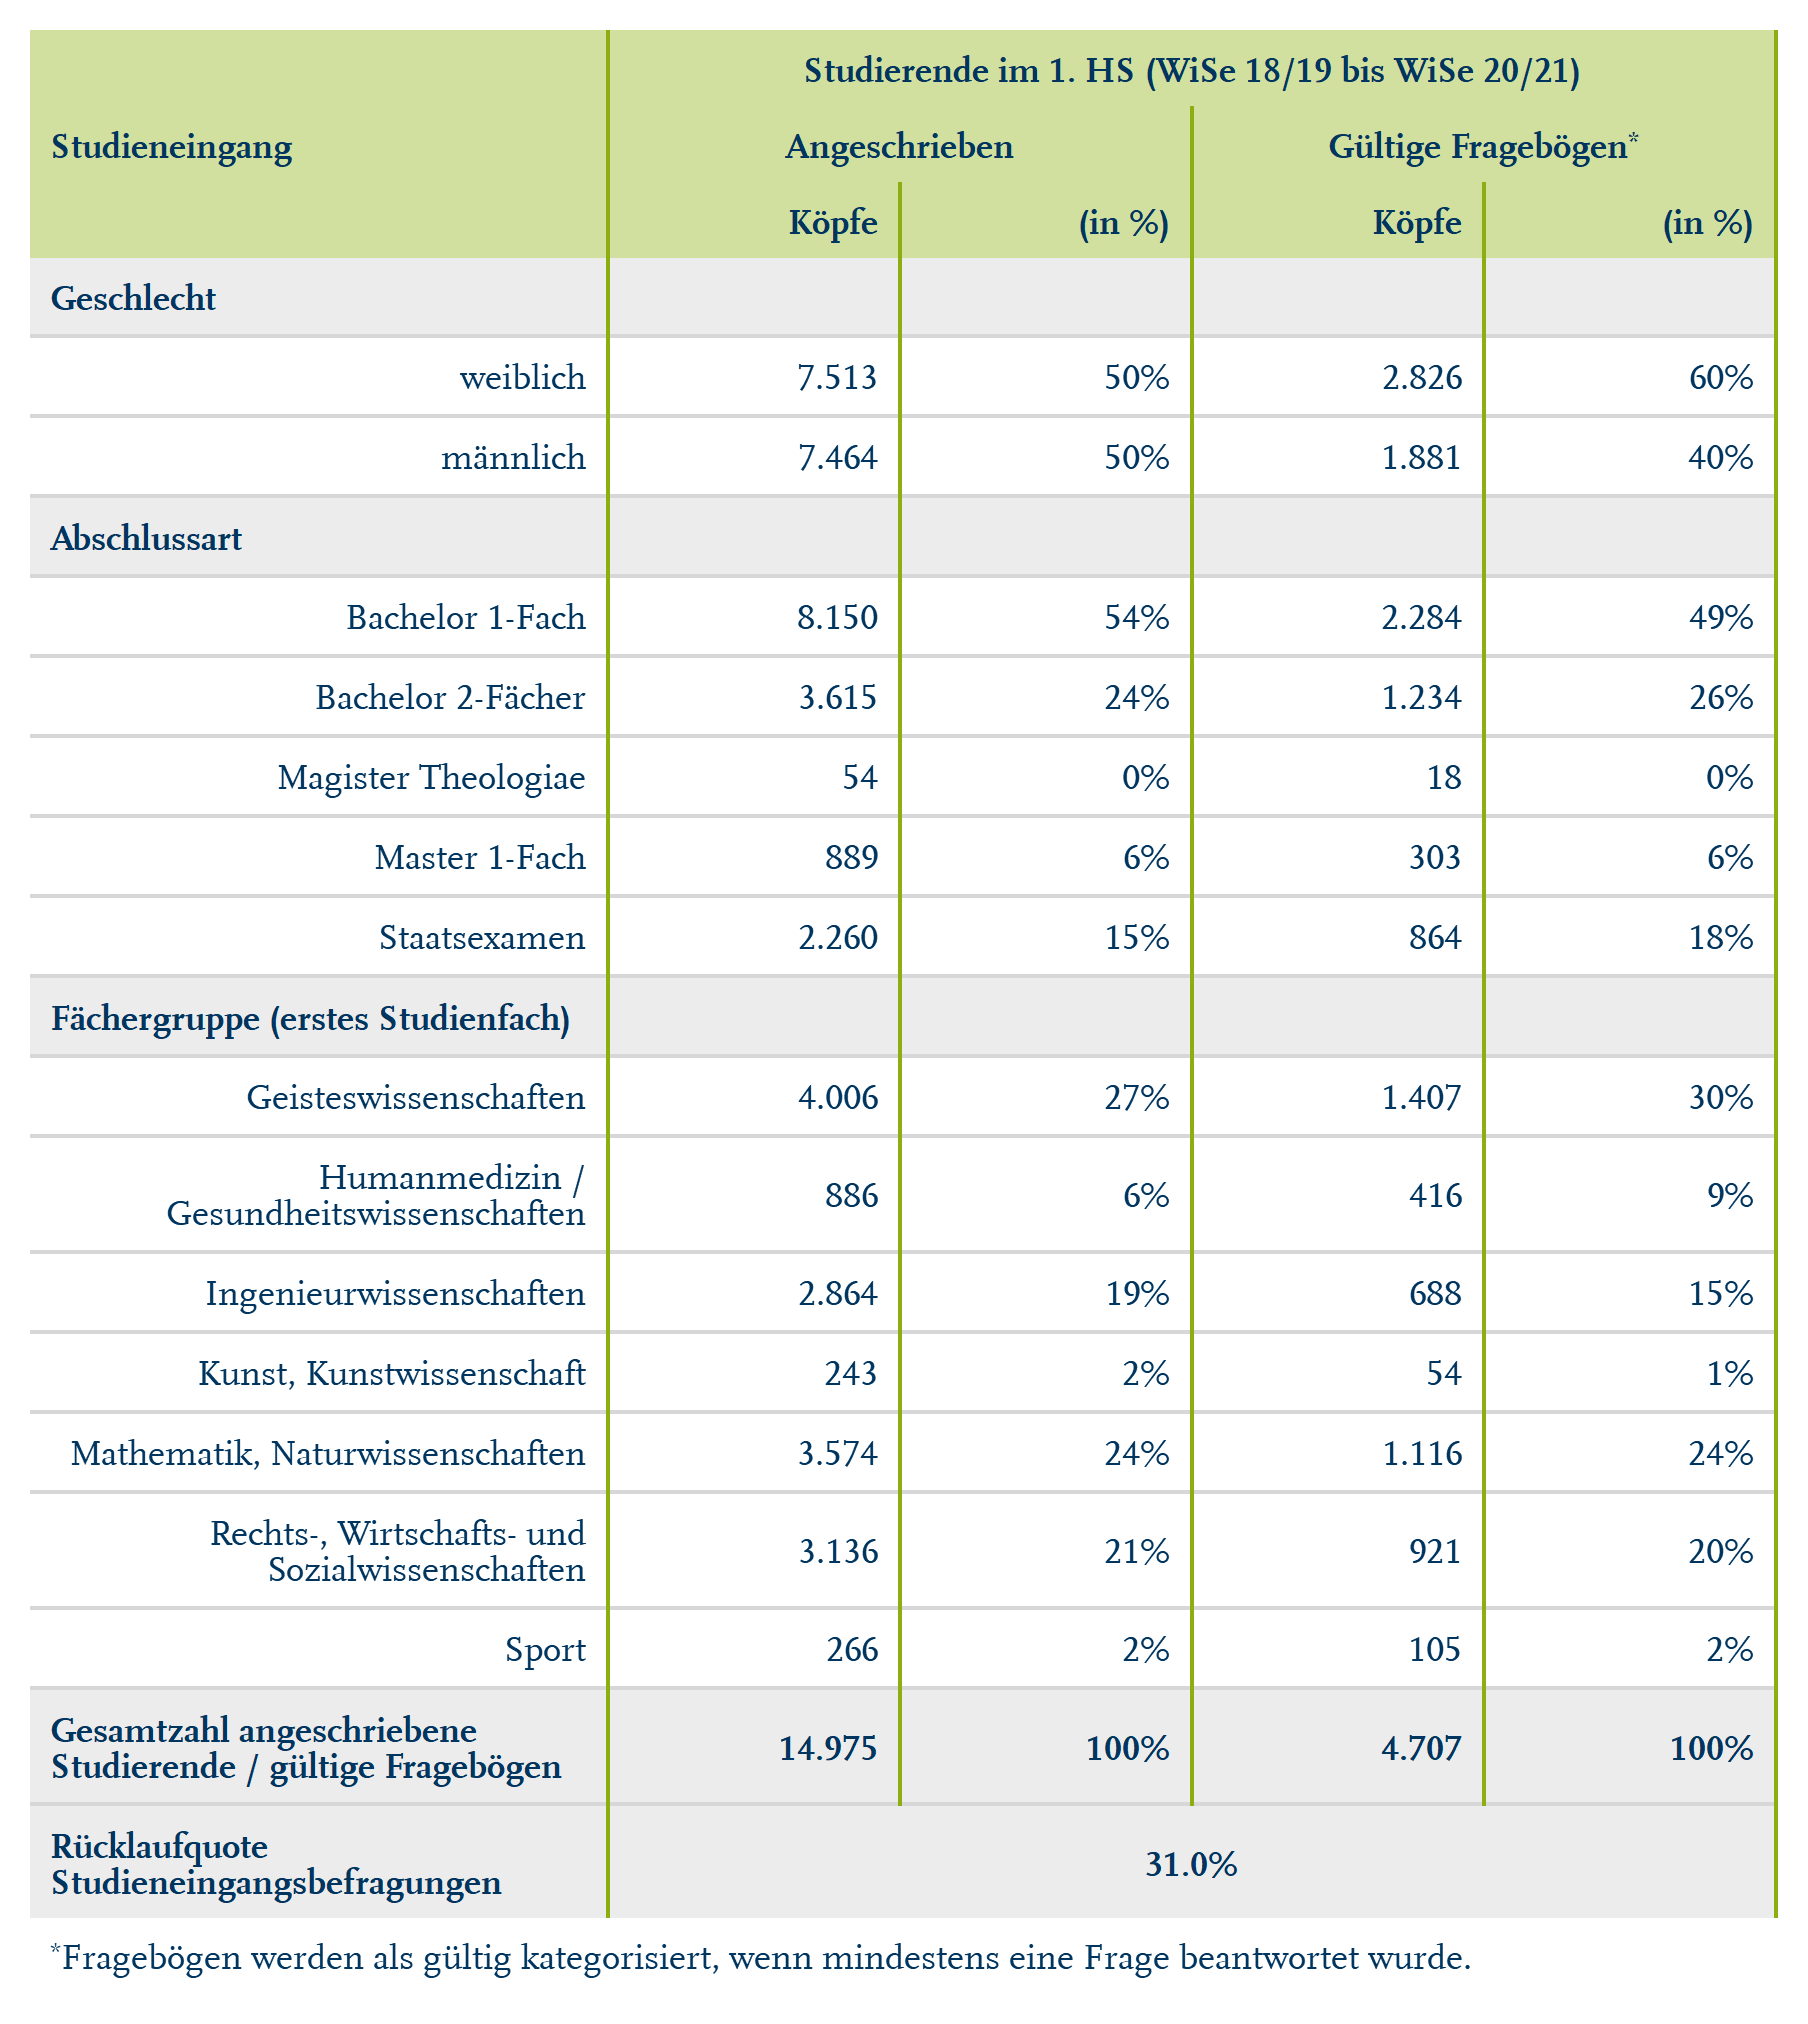 Studierende im 1. HS (WiSe 18/19 bis WiSe 20/21)
Studieneingang Angeschrieben Gültige Fragebögen*
Köpfe (in %) Köpfe (in %)
Geschlecht
weiblich 7.513 50% 2.826 60%
männlich 7.464 50% 1.881 40%
Abschlussart
Bachelor 1-Fach 8.150 54% 2.284 49%
Bachelor 2-Fächer 3.615 24% 1.234 26%
Magister Theologiae 54 0% 18 0%
Master 1-Fach 889 6% 303 6%
Staatsexamen 2.260 15% 864 18%
Fächergruppe (erstes Studienfach)
Geisteswissenschaften 4.006 27% 1.407 30%
Humanmedizin /
Gesundheitswissenschaften 886 6% 416 9%
Ingenieurwissenschaften 2.864 19% 688 15%
Kunst, Kunstwissenschaft 243 2% 54 1%
Mathematik, Naturwissenschaften 3.574 24% 1.116 24%
Rechts-, Wirtschafts- und
Sozialwissenschaften 3.136 21% 921 20%
Sport 266 2% 105 2%
Gesamtzahl angeschriebene
Studierende / gültige Fragebögen 14.975 100% 4.707 100%
Rücklaufquote
Studieneingangsbefragungen 31.0%
*Fragebögen werden als gültig kategorisiert, wenn mindestens eine Frage beantwortet wurde.